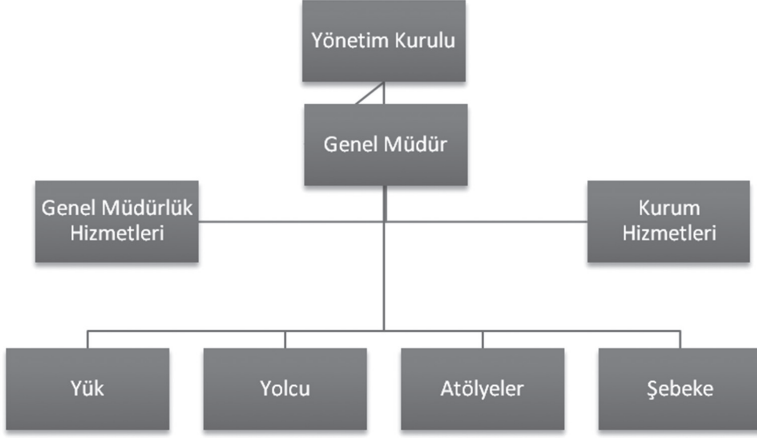 Yönetim Kurulu
Genel Müdür
Genel Müdürlük
Hizmetleri
Kurum
Hizmetleri
Yük
Yolcu
Atölyeler
Şebeke